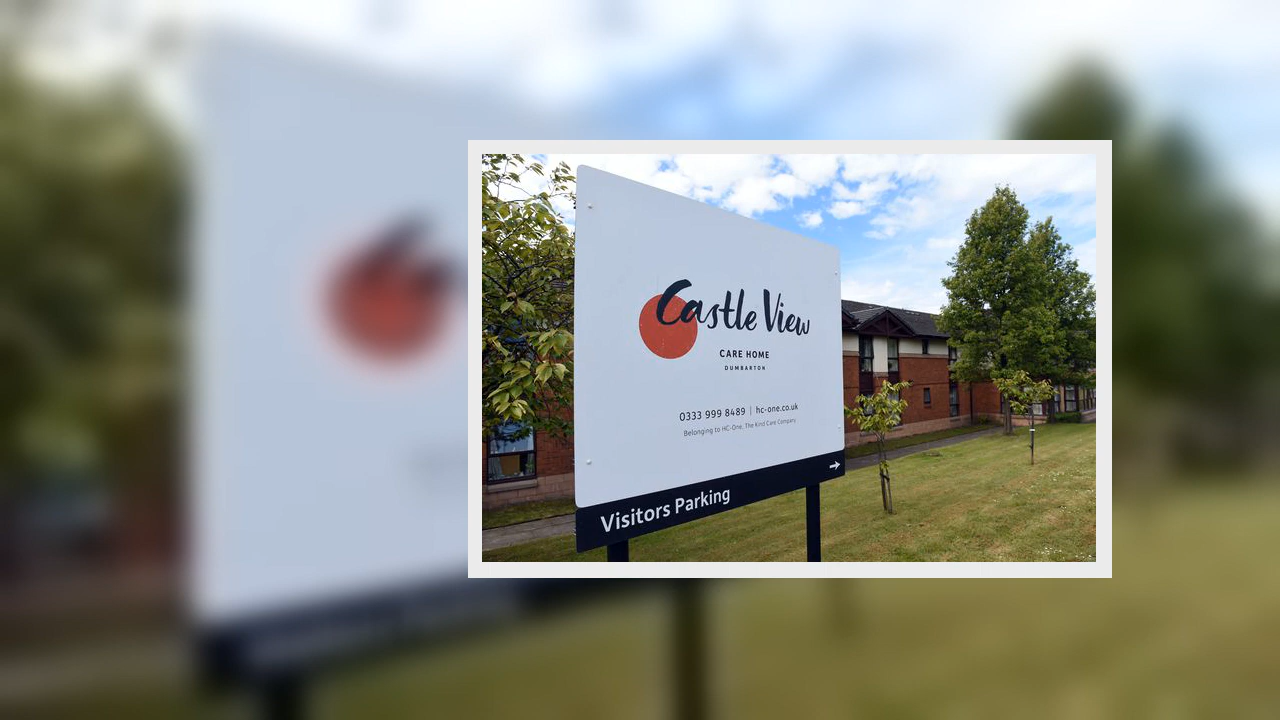 Castle View
CARE HOME
DUMBARTON
0333 999 8489 | hc-one.co.uk
Belonging to HC-One, The Kind Care Company
Visitors Parking